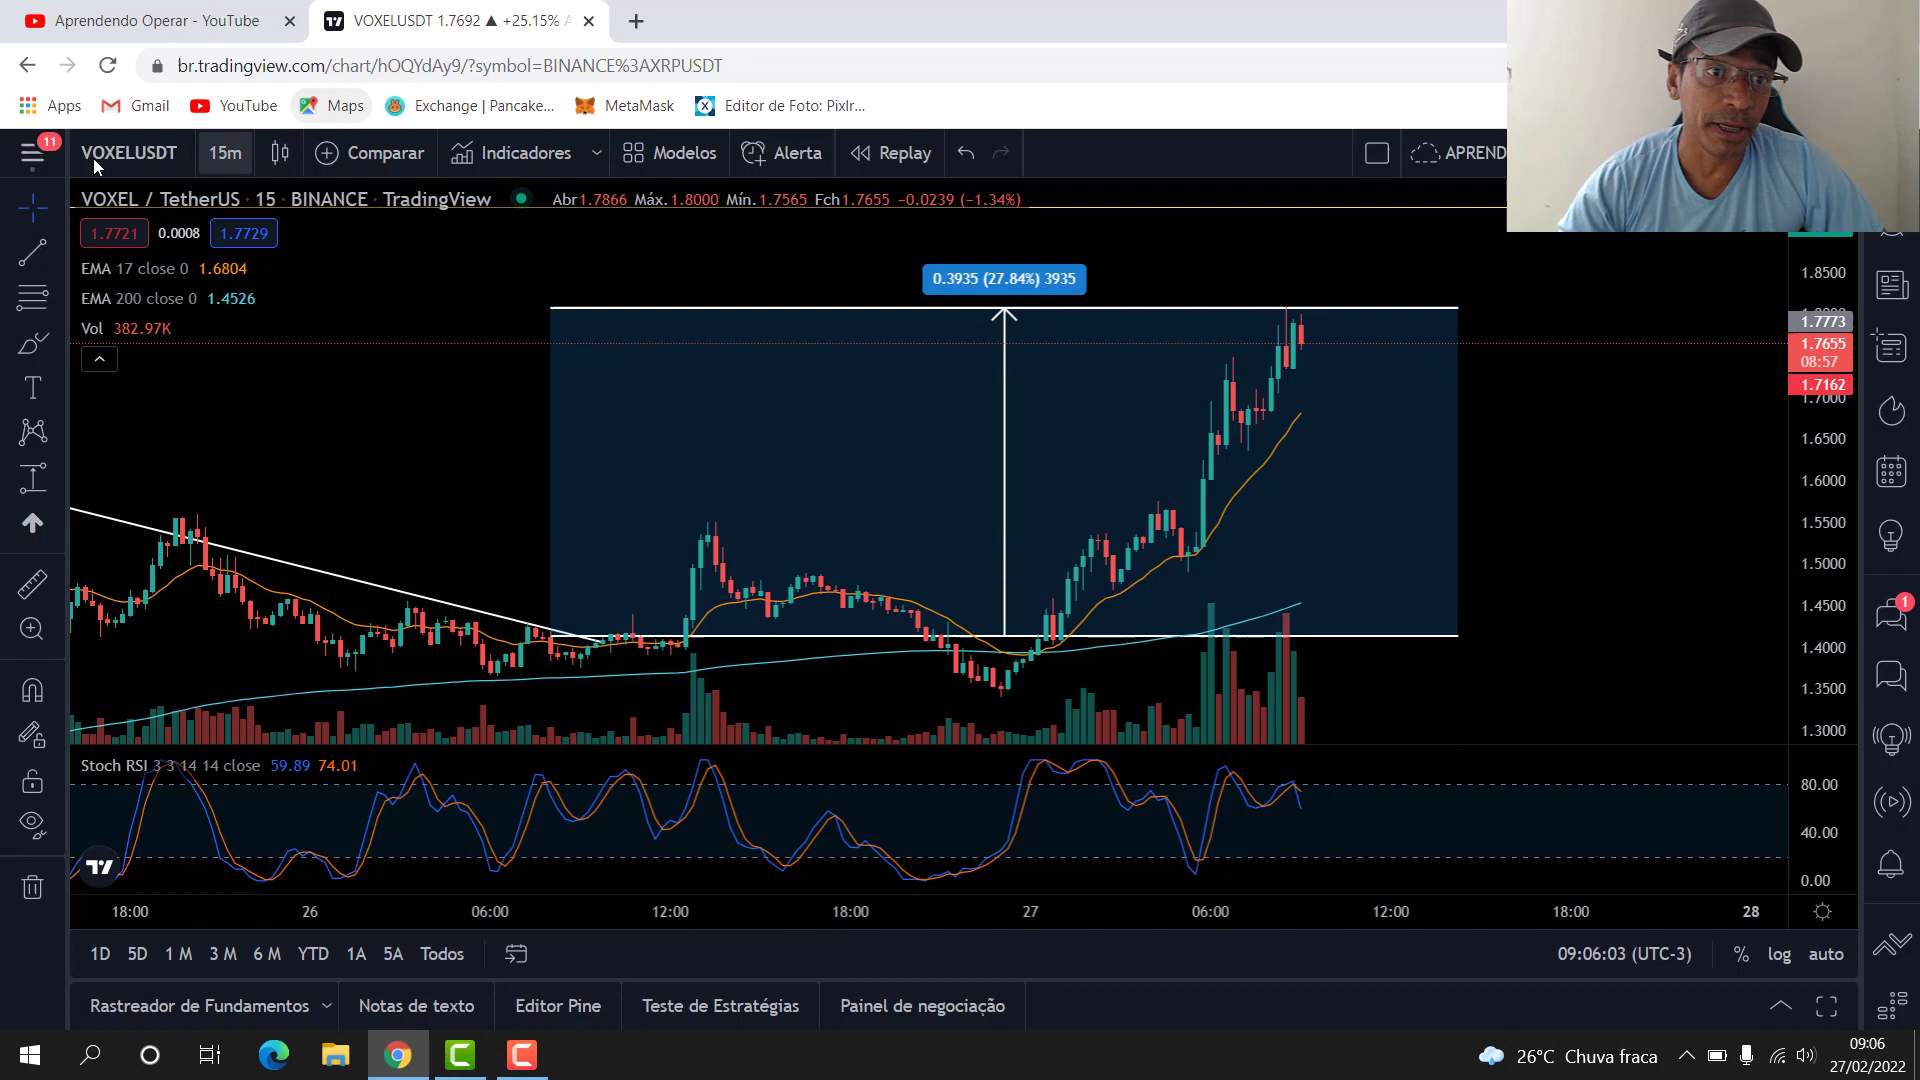 Aprendendo Operar - YouTube
VOXELUSDT 1.7692 ▲ +25.15%
br.tradingview.com/chart/hOQYdAy9/?symbol=BINANCE%3AXRPUSDT
Apps Gmail YouTube Maps Exchange | Pancake... MetaMask Editor de Foto: Pixlr...
11
VOXELUSDT 15m Comparar Indicadores Modelos Alerta Replay APREND
VOXEL / TetherUS · 15 · BINANCE · TradingView Abr1.7866 Máx.1.8000 Mín.1.7565 Fch1.7655 −0.0239 (−1.34%)
1.7721 0.0008 1.7729
EMA 17 close 0 1.6804
EMA 200 close 0 1.4526
Vol 382.97K
0.3935 (27.84%) 3935
1.8500
1.7773
1.7655
08:57
1.7162
1.7000
1.6500
1.6000
1.5500
1.5000
1.4500
1.4000
1.3500
1.3000
1
Stoch RSI 3 3 14 14 close 59.89 74.01
80.00
40.00
0.00
18:00 26 06:00 12:00 18:00 27 06:00 12:00 18:00 28
1D 5D 1 M 3 M 6 M YTD 1A 5A Todos 09:06:03 (UTC-3) % log auto
Rastreador de Fundamentos Notas de texto Editor Pine Teste de Estratégias Painel de negociação
26°C Chuva fraca
09:06
27/02/2022